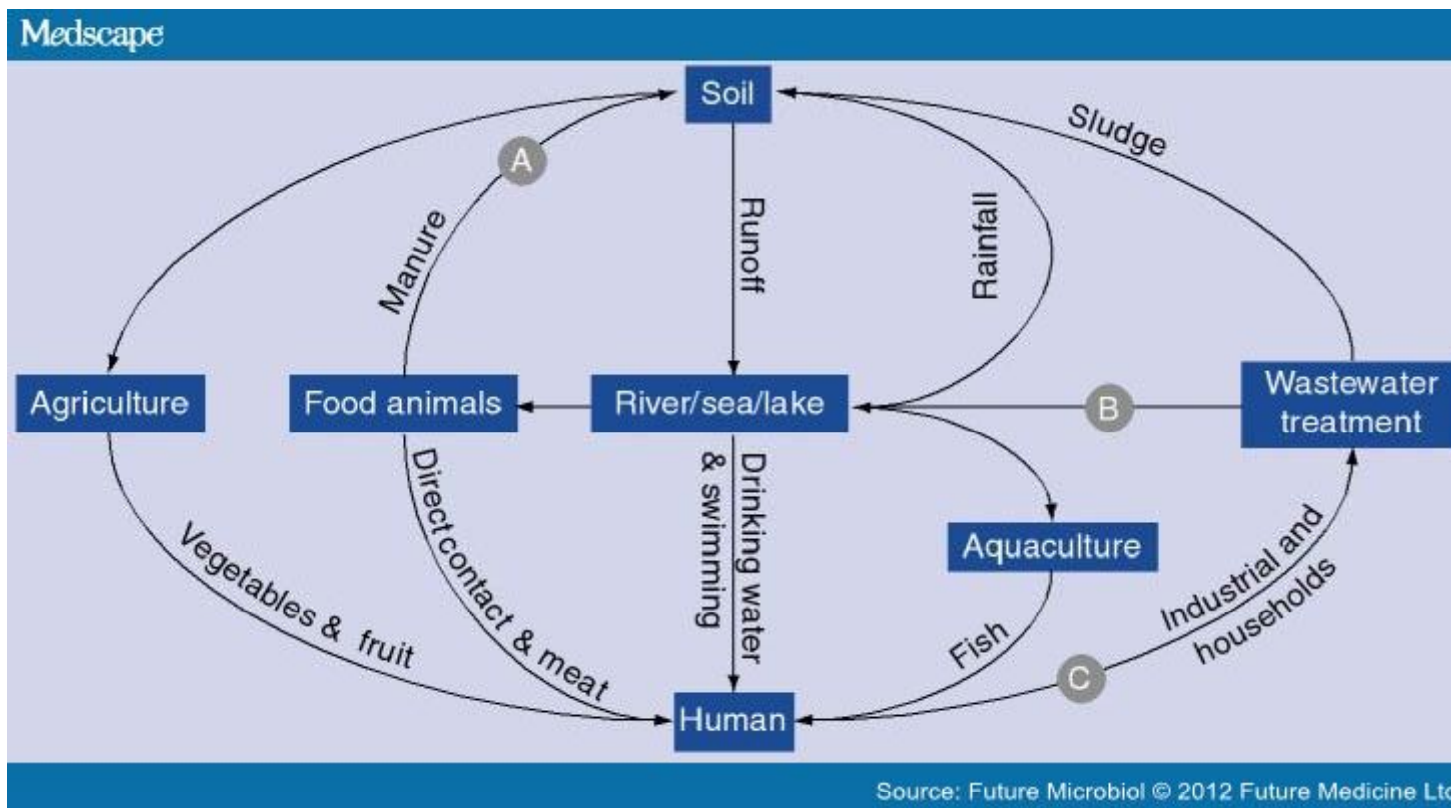 Medscape
Soil
Sludge
A
Manure
Runoff
Rainfall
Agriculture
Food animals
River/sea/lake
B
Wastewater
treatment
Vegetables & fruit
Direct contact & meat
Drinking water
& swimming
Aquaculture
Fish
Industrial and
households
C
Human
Source: Future Microbiol © 2012 Future Medicine Ltd